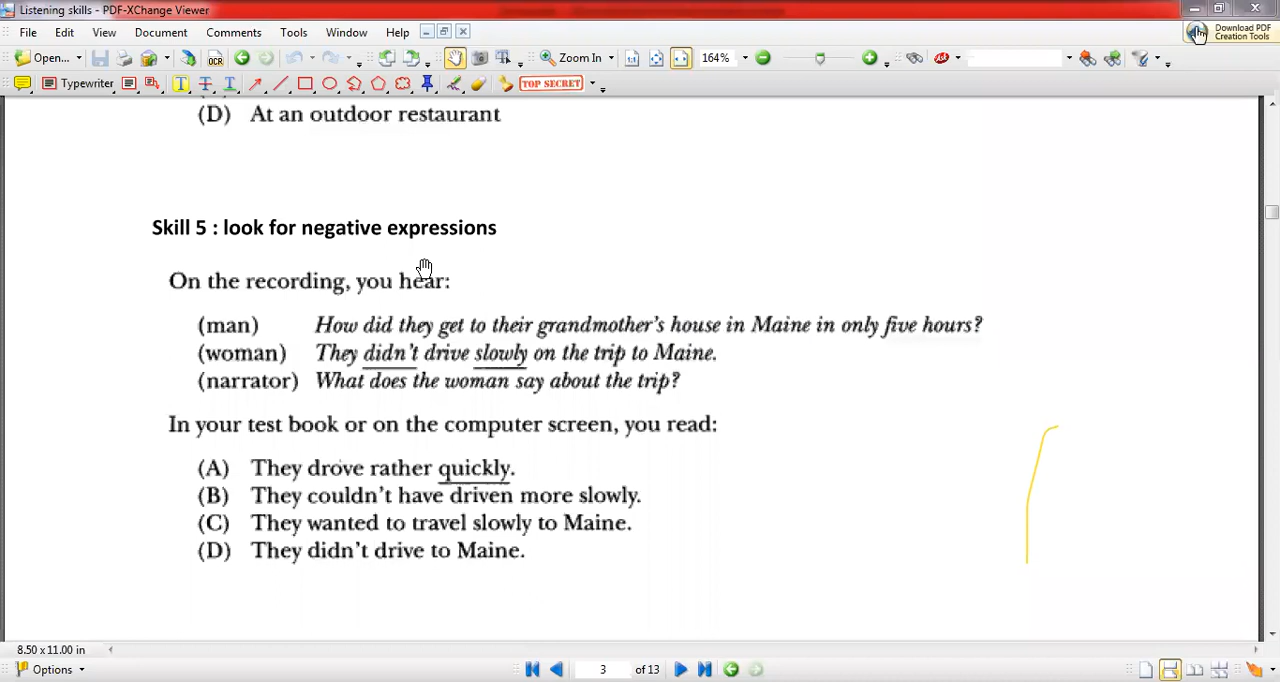 Listening skills - PDF-XChange Viewer
File Edit View Document Comments Tools Window Help
Download PDF
Creation Tools
Open... OCR Zoom In 1:1 164%
Typewriter T T T TOP SECRET
(D) At an outdoor restaurant
Skill 5 : look for negative expressions
On the recording, you hear:
(man) How did they get to their grandmother's house in Maine in only five hours?
(woman) They didn't drive slowly on the trip to Maine.
(narrator) What does the woman say about the trip?
In your test book or on the computer screen, you read:
(A) They drove rather quickly.
(B) They couldn't have driven more slowly.
(C) They wanted to travel slowly to Maine.
(D) They didn't drive to Maine.
8.50 x 11.00 in
Options 3 of 13